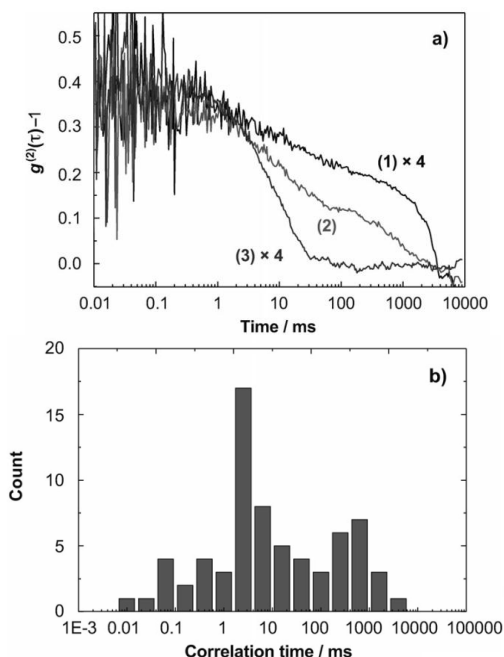 a)
0.5
0.4
0.3
0.2
0.1
0.0
g(2)(τ)−1
(1) × 4
(2)
(3) × 4
0.01 0.1 1 10 100 1000 10000
Time / ms
b)
20
15
10
5
0
Count
1E-3 0.01 0.1 1 10 100 1000 10000 100000
Correlation time / ms